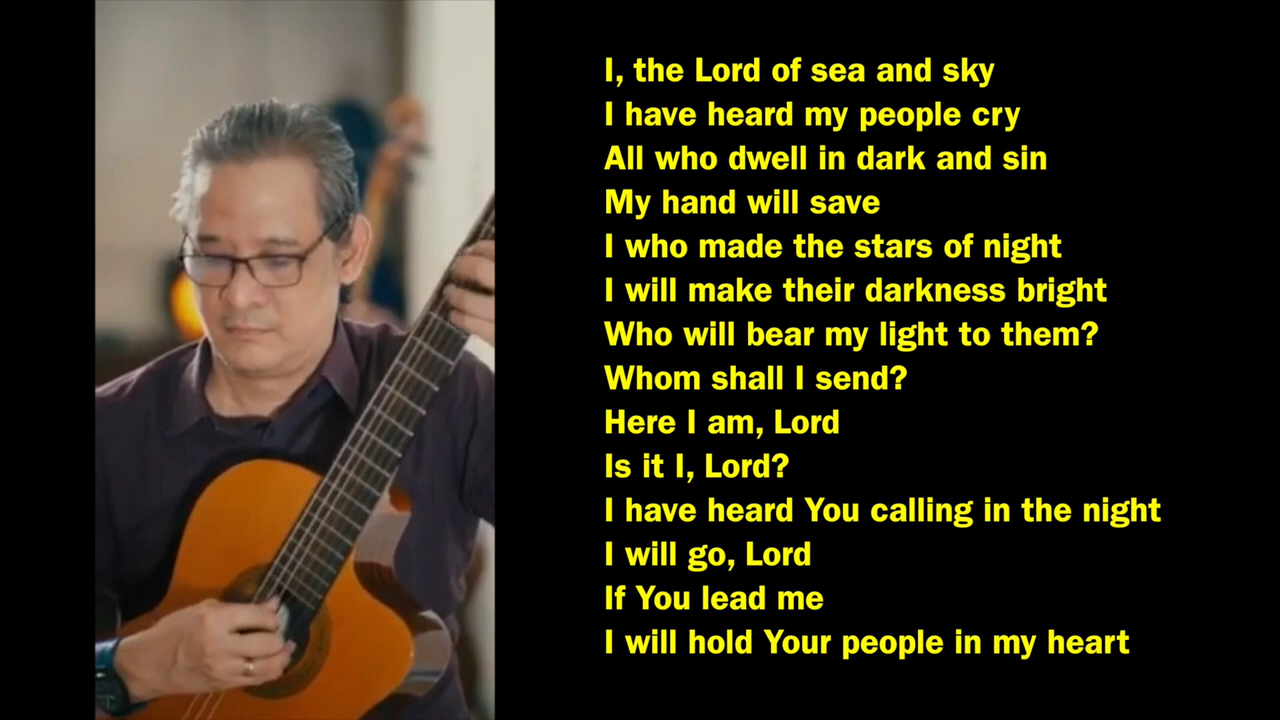 I, the Lord of sea and sky
I have heard my people cry
All who dwell in dark and sin
My hand will save
I who made the stars of night
I will make their darkness bright
Who will bear my light to them?
Whom shall I send?
Here I am, Lord
Is it I, Lord?
I have heard You calling in the night
I will go, Lord
If You lead me
I will hold Your people in my heart